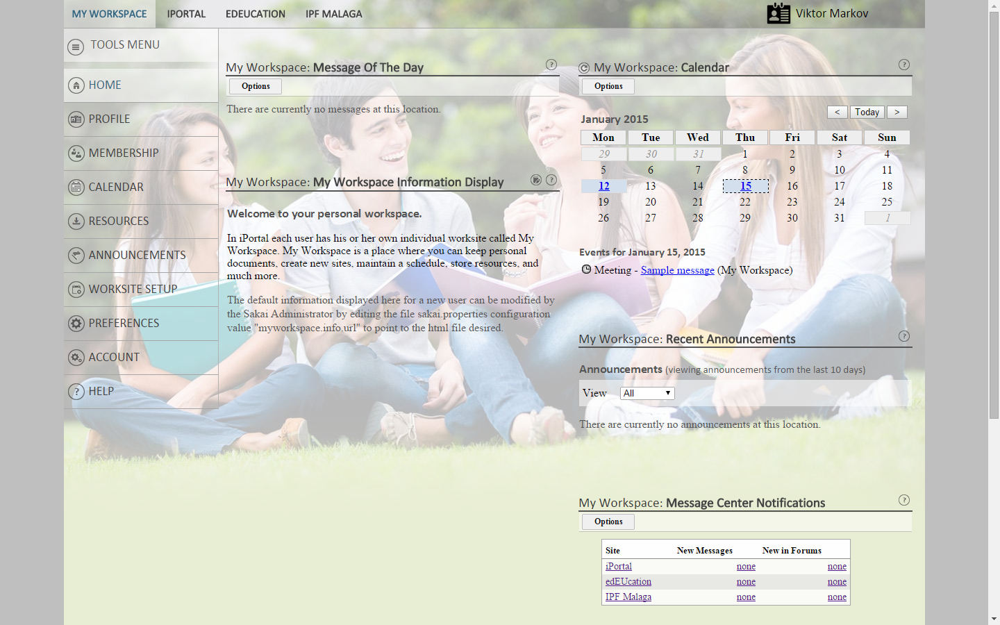 MY WORKSPACE IPORTAL EDEUCATION IPF MALAGA Viktor Markov
TOOLS MENU
HOME
PROFILE
MEMBERSHIP
CALENDAR
RESOURCES
ANNOUNCEMENTS
WORKSITE SETUP
PREFERENCES
ACCOUNT
? HELP
My Workspace: Message Of The Day ?
Options
There are currently no messages at this location.
My Workspace: My Workspace Information Display ?
Welcome to your personal workspace.
In iPortal each user has his or her own individual worksite called My
Workspace. My Workspace is a place where you can keep personal
documents, create new sites, maintain a schedule, store resources, and
much more.
The default information displayed here for a new user can be modified by
the Sakai Administrator by editing the file sakai.properties configuration
value "myworkspace.info.url" to point to the html file desired.
My Workspace: Calendar ?
Options
< Today >
January 2015
Mon Tue Wed Thu Fri Sat Sun
29 30 31 1 2 3 4
5 6 7 8 9 10 11
12 13 14 15 16 17 18
19 20 21 22 23 24 25
26 27 28 29 30 31 1
Events for January 15, 2015
Meeting - Sample message (My Workspace)
My Workspace: Recent Announcements ?
Announcements (viewing announcements from the last 10 days)
View All
There are currently no announcements at this location.
My Workspace: Message Center Notifications ?
Options
Site New Messages New in Forums
iPortal none none
edEUcation none none
IPF Malaga none none